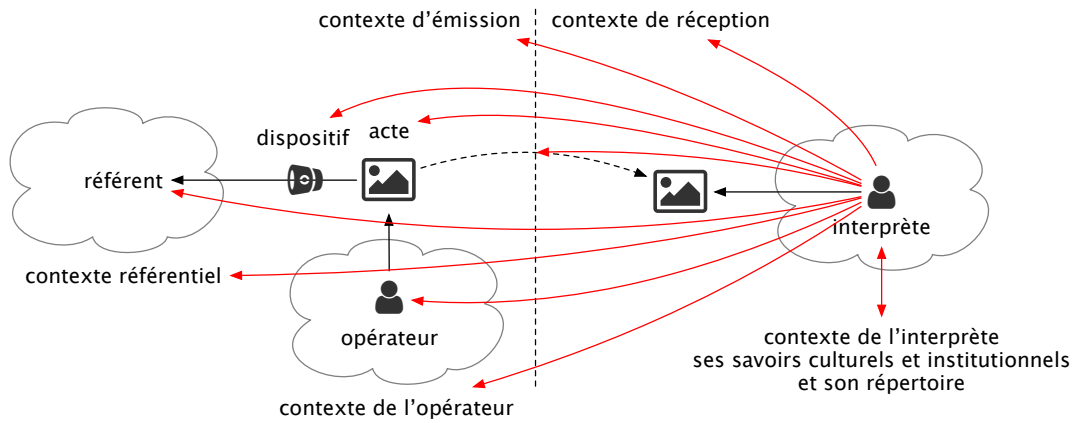 contexte d’émission
contexte de réception
dispositif
acte
référent
interprète
contexte référentiel
opérateur
contexte de l’interprète
ses savoirs culturels et institutionnels
et son répertoire
contexte de l’opérateur